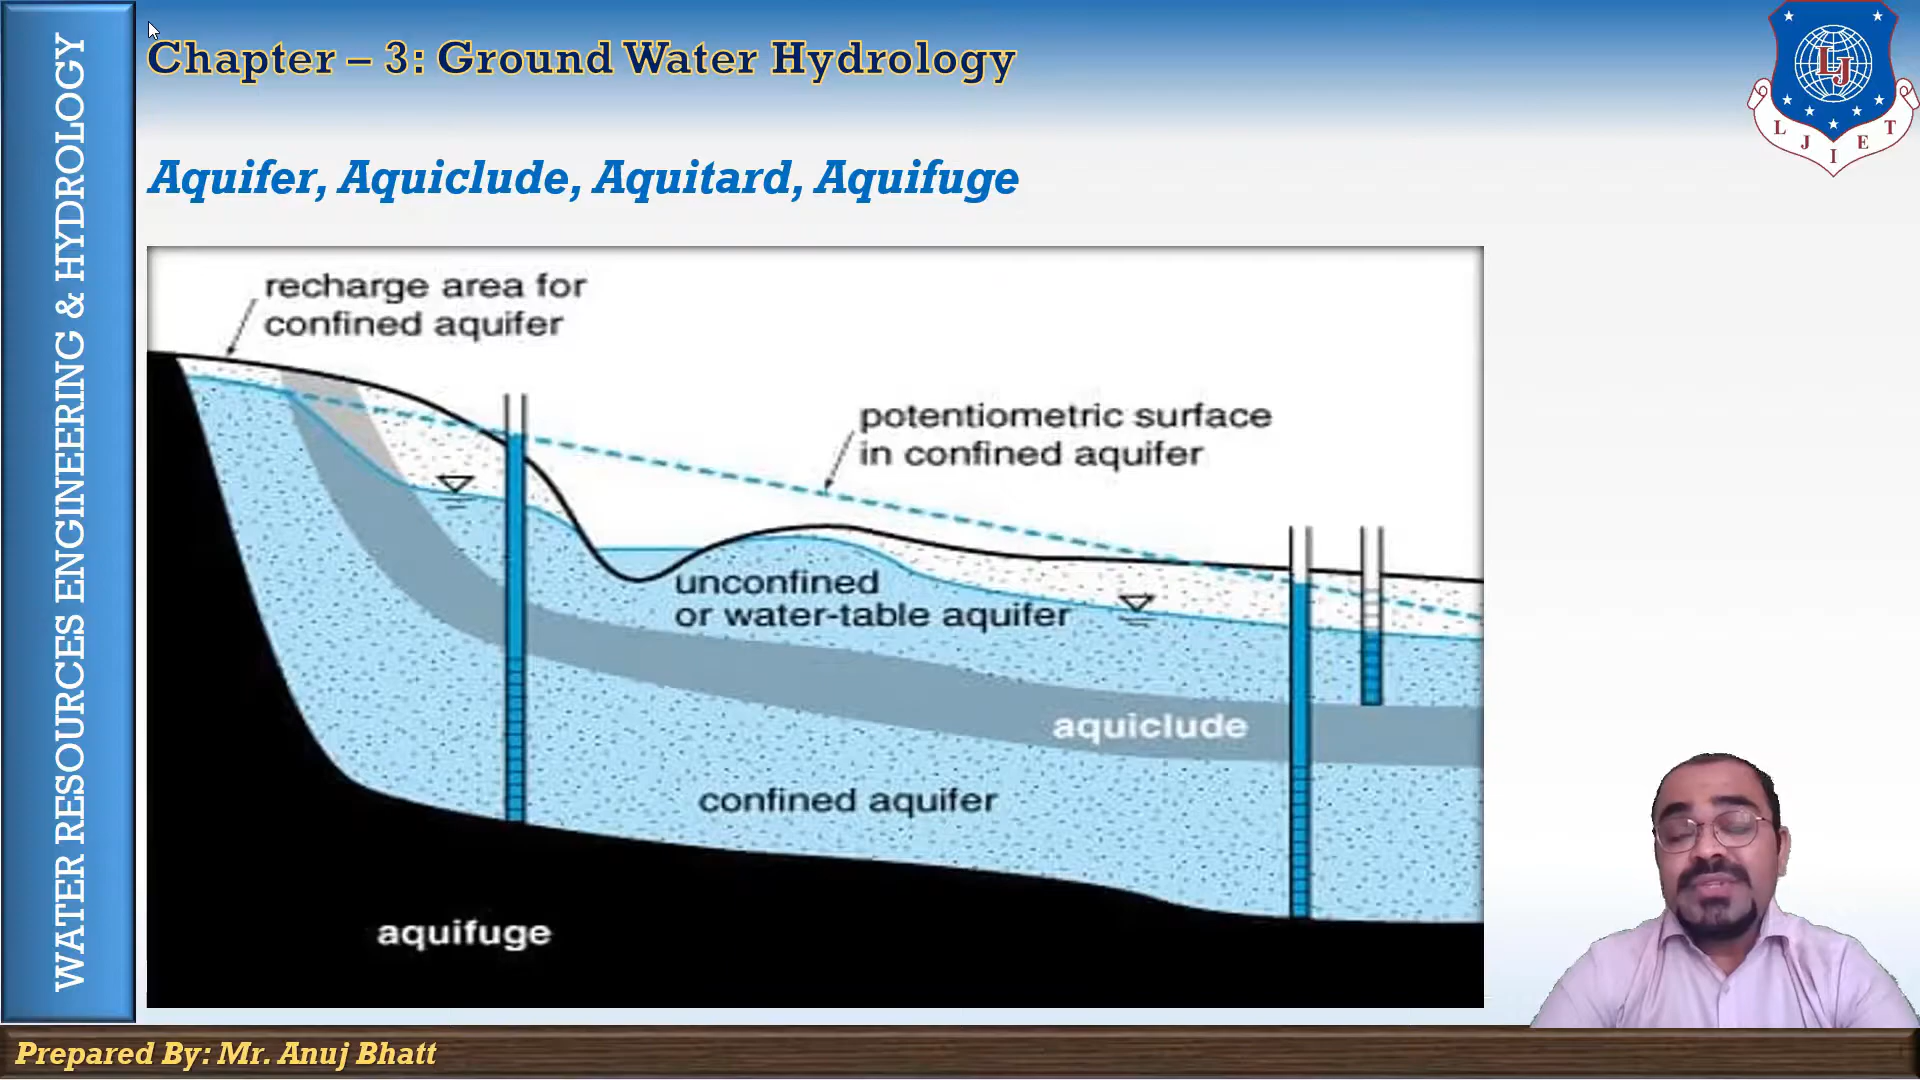 WATER RESOURCES ENGINEERING & HYDROLOGY
Chapter – 3: Ground Water Hydrology
L J I E T
LJ
Aquifer, Aquiclude, Aquitard, Aquifuge
recharge area for
confined aquifer
potentiometric surface
in confined aquifer
unconfined
or water-table aquifer
aquiclude
confined aquifer
aquifuge
Prepared By: Mr. Anuj Bhatt